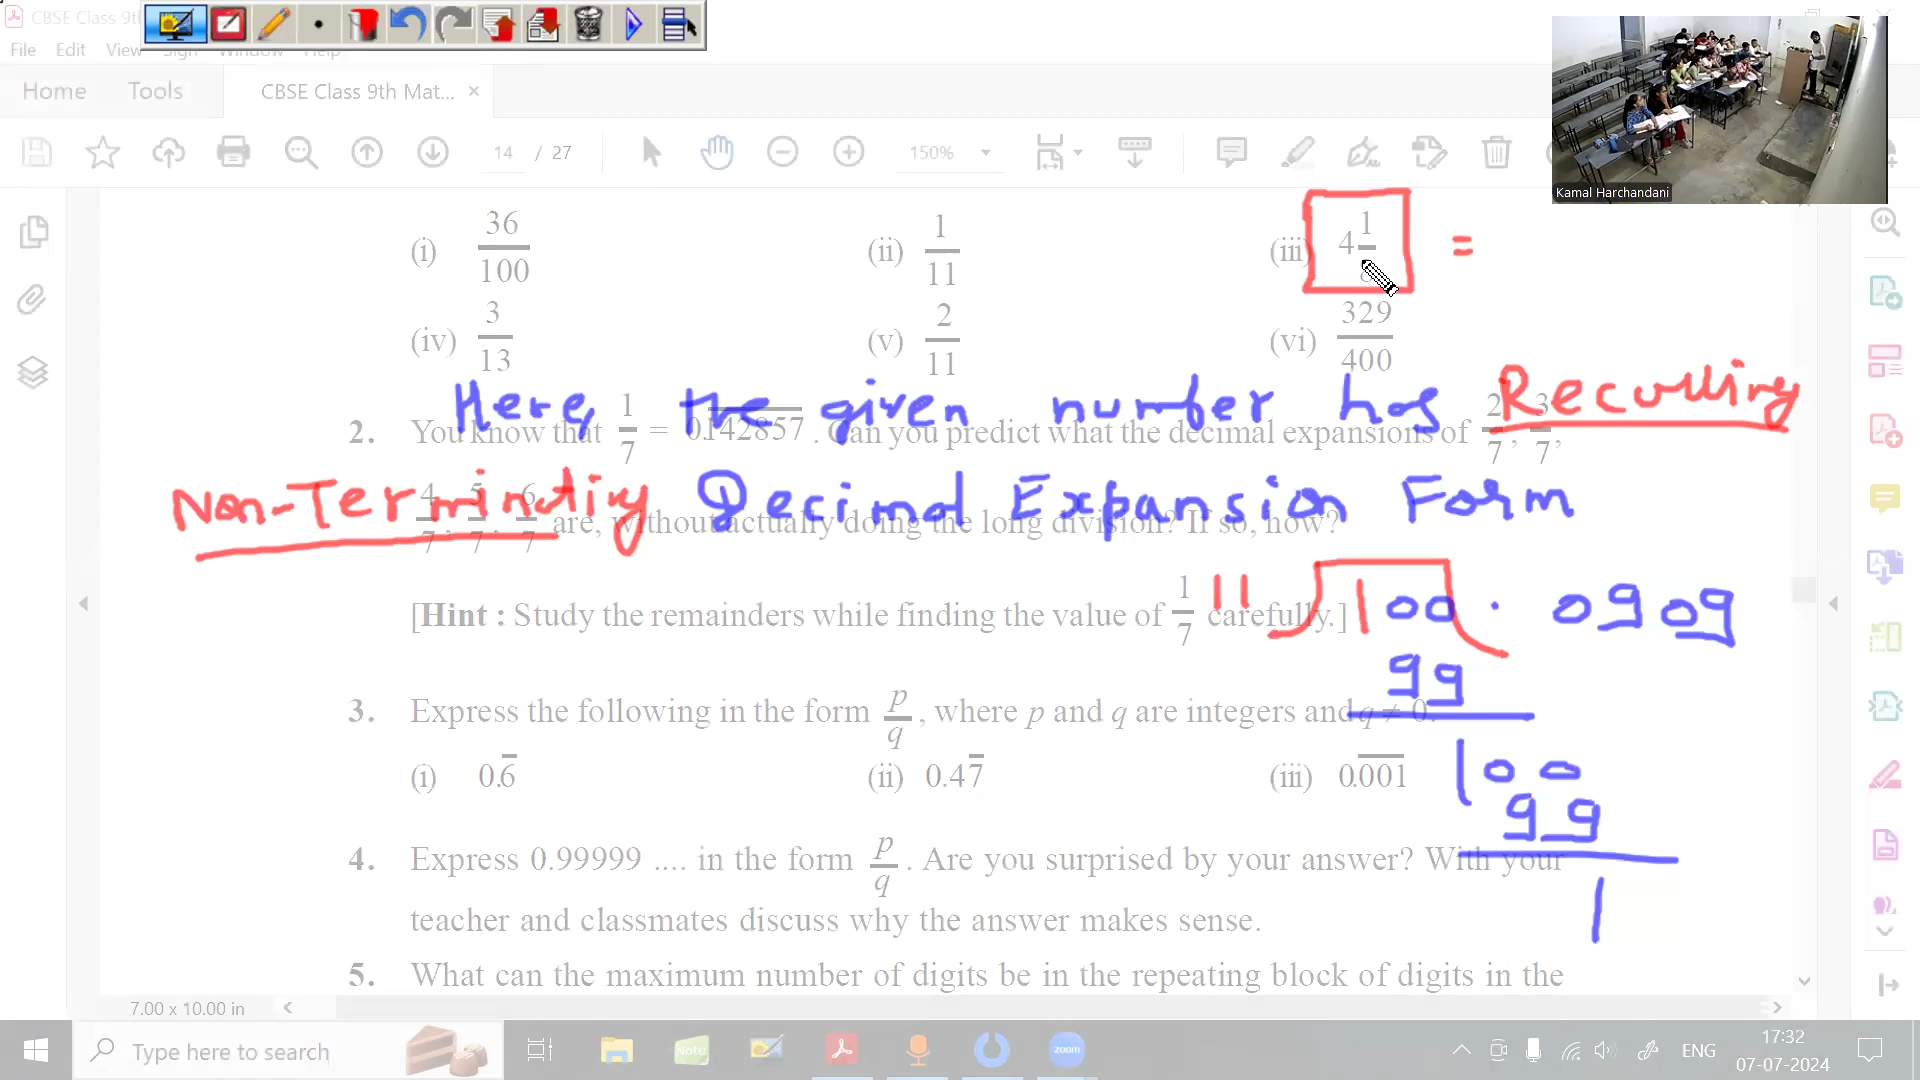 CBSE Class 9th
File Edit View Sign Window Help
Home Tools CBSE Class 9th Mat... ×
14 / 27 150%
Kamal Harchandani
(i) 36/100 (ii) 1/11 (iii) 4 1/8 =
(iv) 3/13 (v) 2/11 (vi) 329/400
Here, the given number has Reculling
Non-Terminating Decimal Expansion Form
2. You know that 1/7 = 0.142857. Can you predict what the decimal expansions of 2/7, 3/7,
4/7, 5/7, 6/7 are, without actually doing the long division? If so, how?
[Hint : Study the remainders while finding the value of 1/7 carefully.]
11 100 . 0909
99
100
99
1
3. Express the following in the form p/q, where p and q are integers and q ≠ 0.
(i) 0.6̅ (ii) 0.47̅ (iii) 0.0̅0̅1̅
4. Express 0.99999 .... in the form p/q. Are you surprised by your answer? With your
teacher and classmates discuss why the answer makes sense.
5. What can the maximum number of digits be in the repeating block of digits in the
7.00 x 10.00 in
Type here to search
Note
zoom
ENG
17:32
07-07-2024